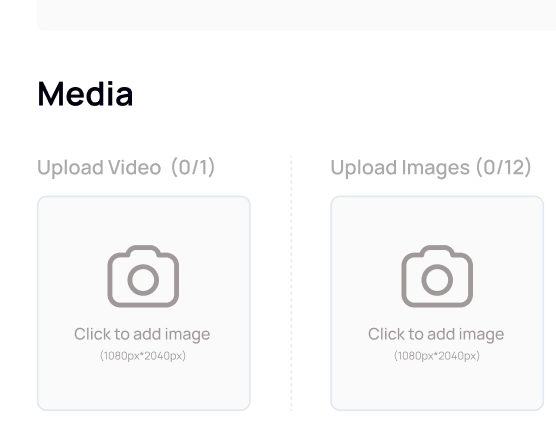 Media
Upload Video (0/1)
Upload Images (0/12)
Click to add image
(1080px*2040px)
Click to add image
(1080px*2040px)